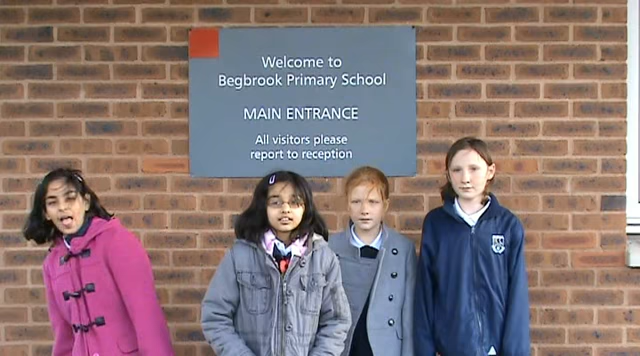 Welcome to
Begbrook Primary School
MAIN ENTRANCE
All visitors please
report to reception